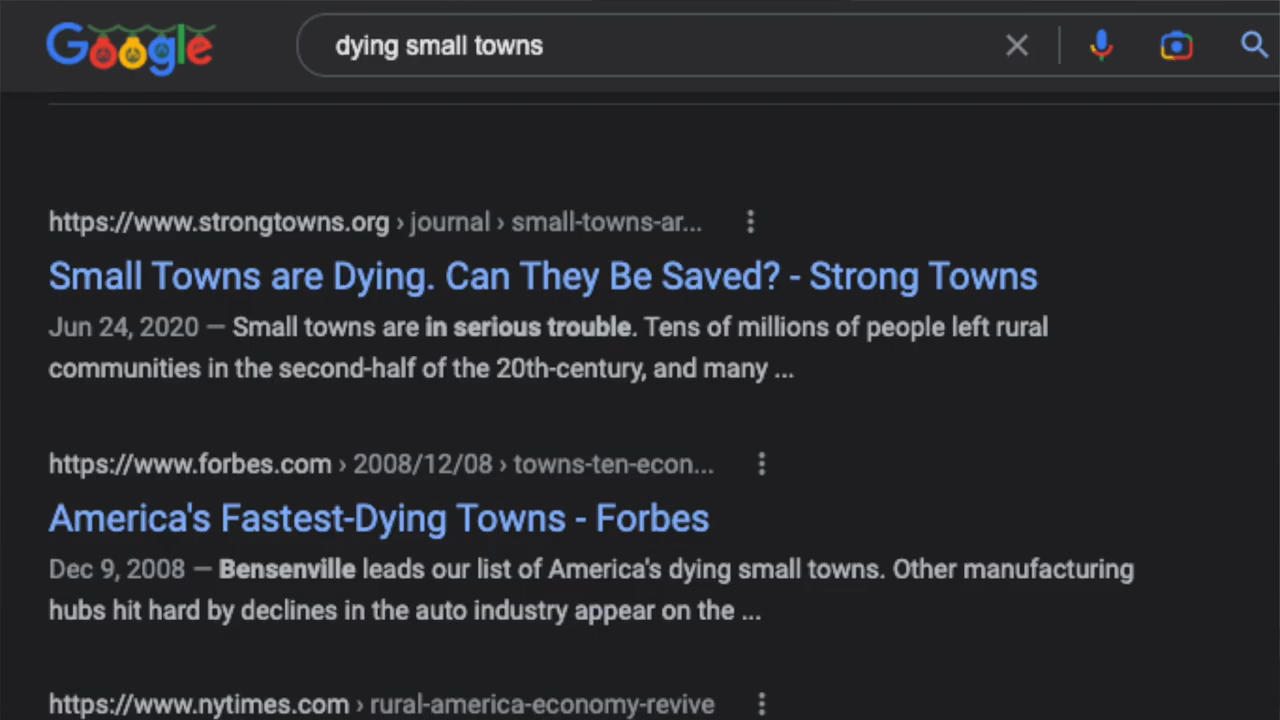 Google
dying small towns
https://www.strongtowns.org › journal › small-towns-ar...
Small Towns are Dying. Can They Be Saved? - Strong Towns
Jun 24, 2020 — Small towns are in serious trouble. Tens of millions of people left rural
communities in the second-half of the 20th-century, and many ...
https://www.forbes.com › 2008/12/08 › towns-ten-econ...
America's Fastest-Dying Towns - Forbes
Dec 9, 2008 — Bensenville leads our list of America's dying small towns. Other manufacturing
hubs hit hard by declines in the auto industry appear on the ...
https://www.nytimes.com › rural-america-economy-revive